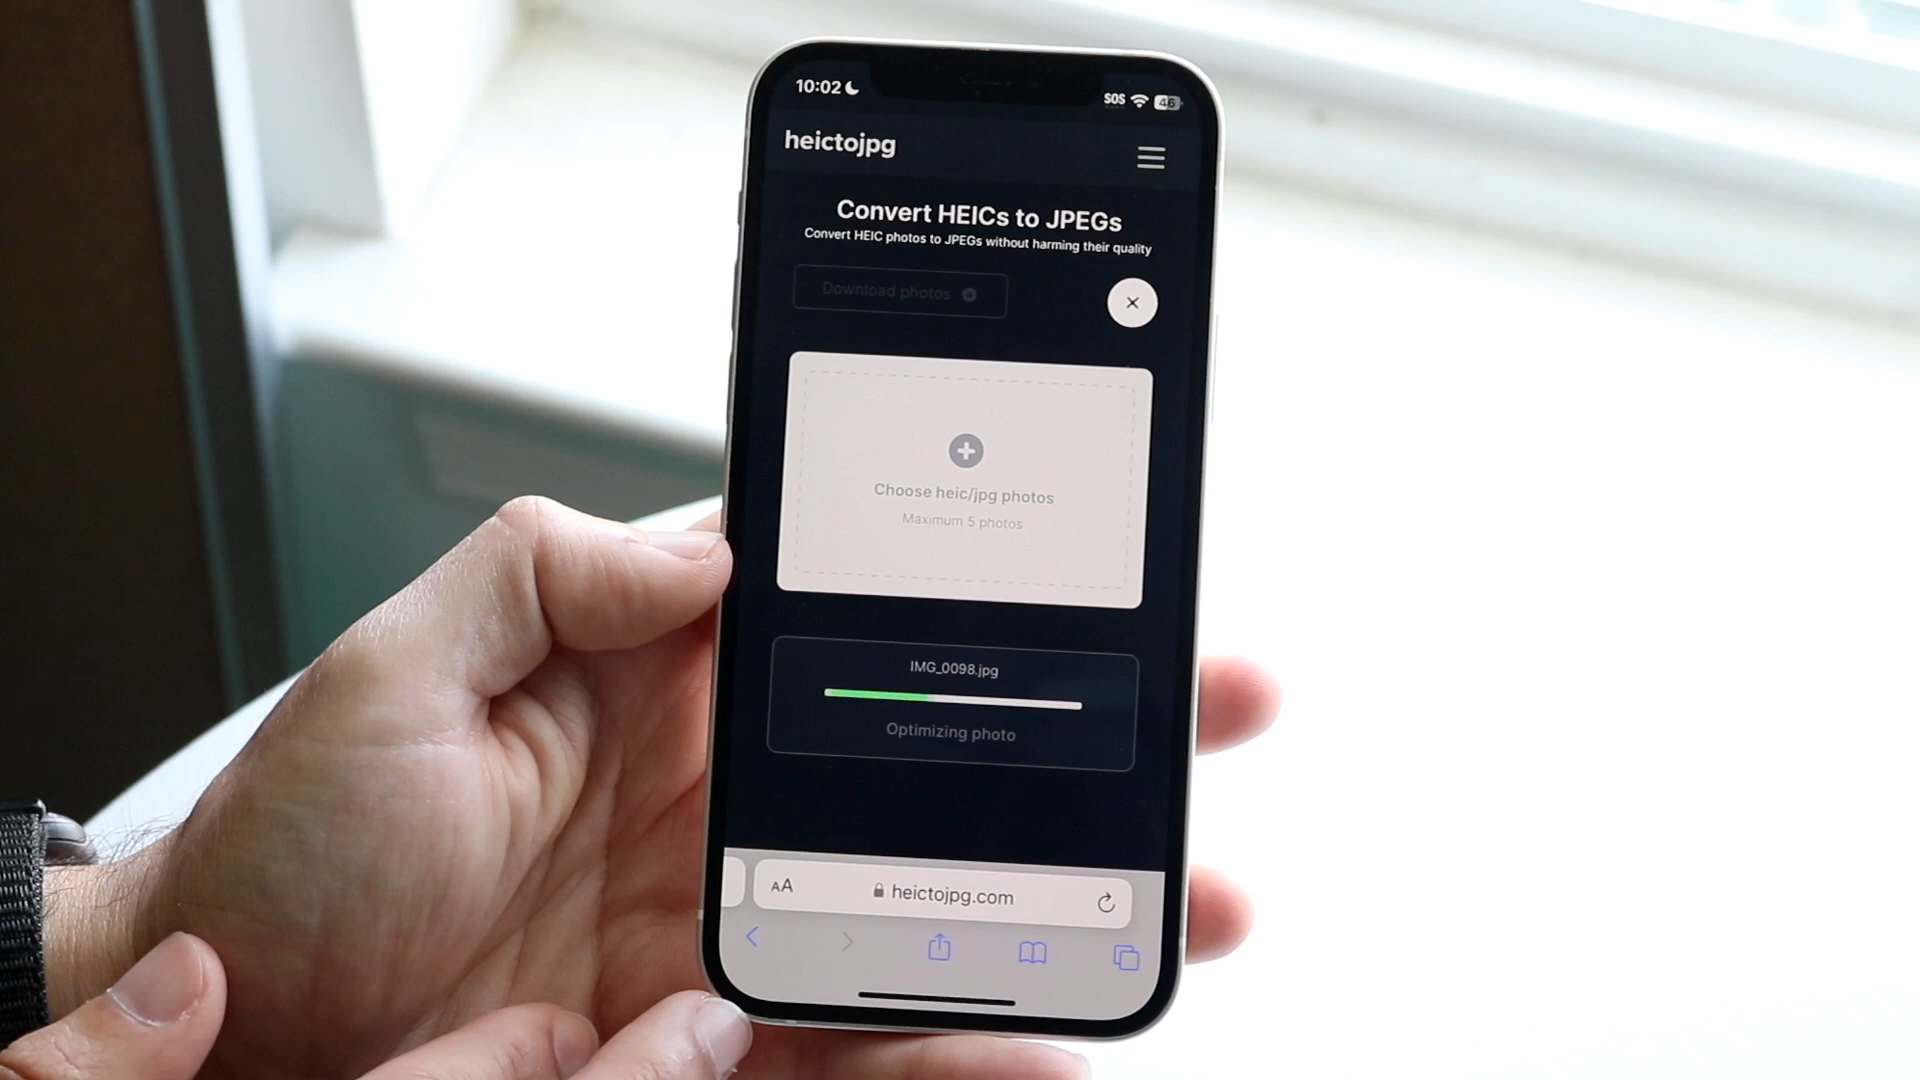 10:02
SOS
46
heictojpg
Convert HEICs to JPEGs
Convert HEIC photos to JPEGs without harming their quality
Download photos
Choose heic/jpg photos
Maximum 5 photos
IMG_0098.jpg
Optimizing photo
AA
heictojpg.com